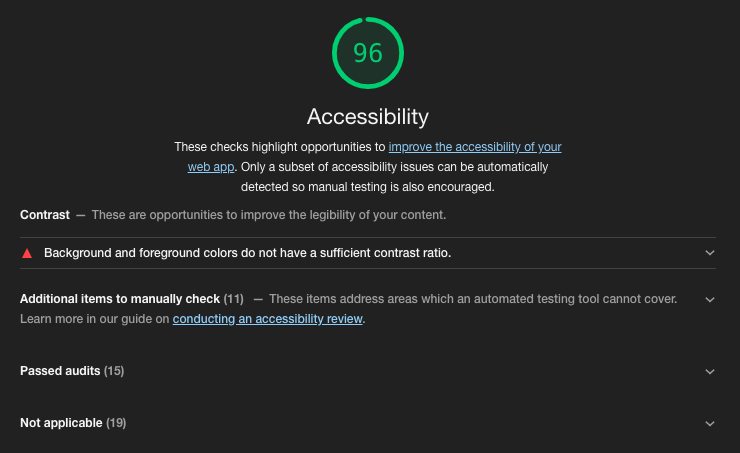 96
Accessibility
These checks highlight opportunities to improve the accessibility of your
web app. Only a subset of accessibility issues can be automatically
detected so manual testing is also encouraged.
Contrast — These are opportunities to improve the legibility of your content.
Background and foreground colors do not have a sufficient contrast ratio.
Additional items to manually check (11) — These items address areas which an automated testing tool cannot cover.
Learn more in our guide on conducting an accessibility review.
Passed audits (15)
Not applicable (19)